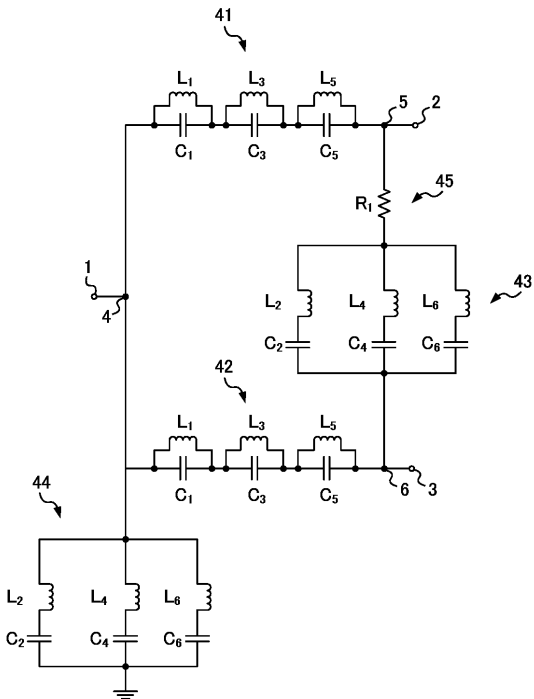 41
L₁ L₃ L₅
5 2
C₁ C₃ C₅
45
R₁
1
4
43
L₂ L₄ L₆
C₂ C₄ C₆
42
L₁ L₃ L₅
C₁ C₃ C₅
6 3
44
L₂ L₄ L₆
C₂ C₄ C₆